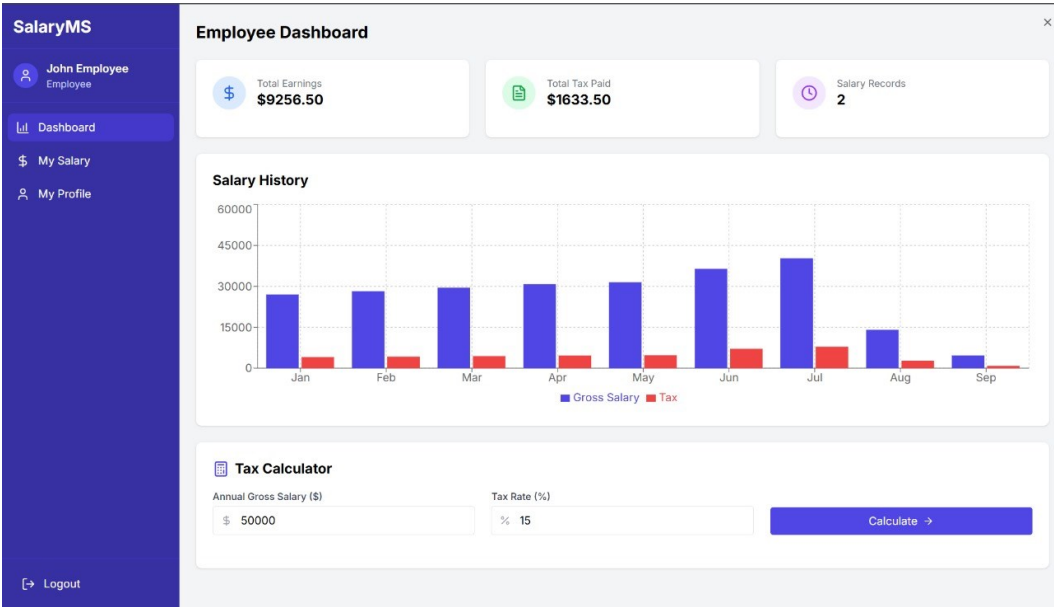 SalaryMS
John Employee
Employee
Dashboard
My Salary
My Profile
Logout
Employee Dashboard
×
$
Total Earnings
$9256.50
Total Tax Paid
$1633.50
Salary Records
2
Salary History
60000
45000
30000
15000
0
Jan Feb Mar Apr May Jun Jul Aug Sep
Gross Salary Tax
Tax Calculator
Annual Gross Salary ($)
$ 50000
Tax Rate (%)
% 15
Calculate →